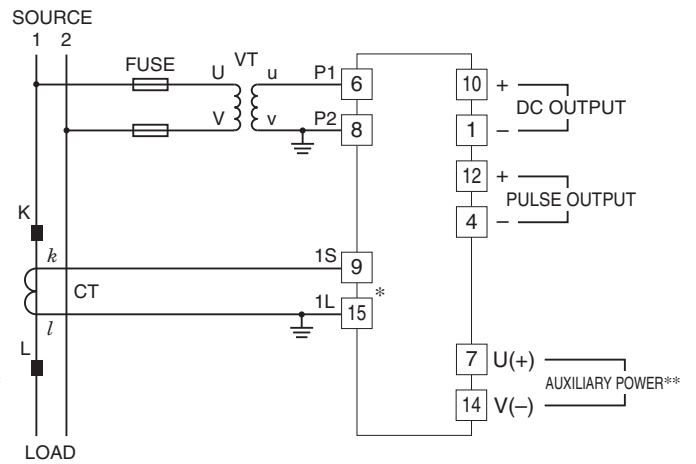 SOURCE
1 2
FUSE
VT
U u P1 6
V v P2 8
10 +
DC OUTPUT
1 –
12 +
PULSE OUTPUT
4 –
K
k
1S 9
CT
1L 15 *
l
L
7 U(+)
AUXILIARY POWER**
14 V(–)
LOAD